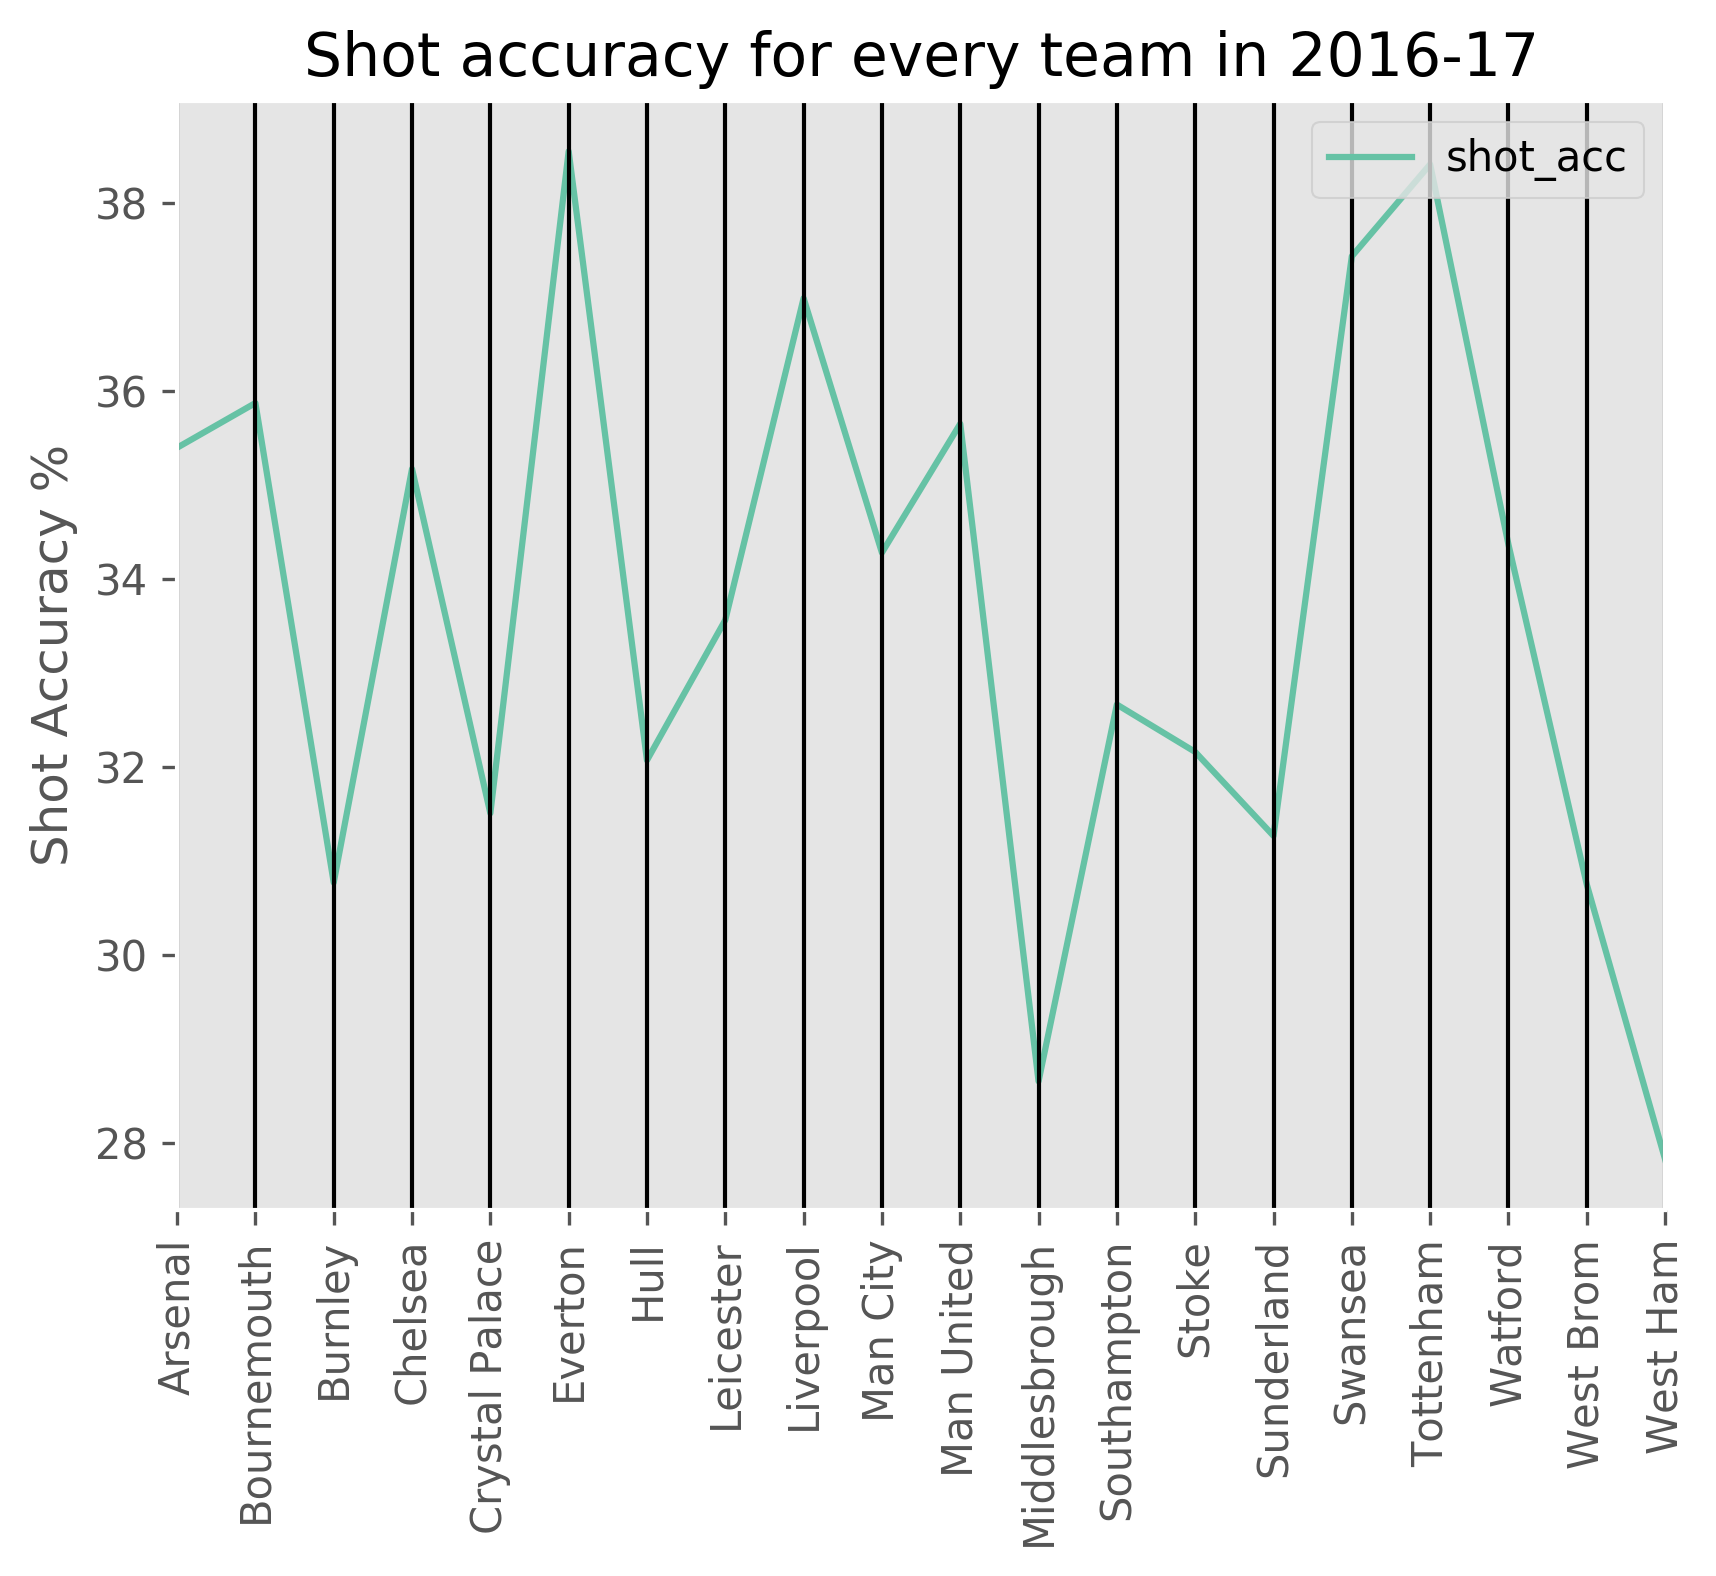 Shot accuracy for every team in 2016-17
shot_acc
Shot Accuracy %
38
36
34
32
30
28
Arsenal
Bournemouth
Burnley
Chelsea
Crystal Palace
Everton
Hull
Leicester
Liverpool
Man City
Man United
Middlesbrough
Southampton
Stoke
Sunderland
Swansea
Tottenham
Watford
West Brom
West Ham